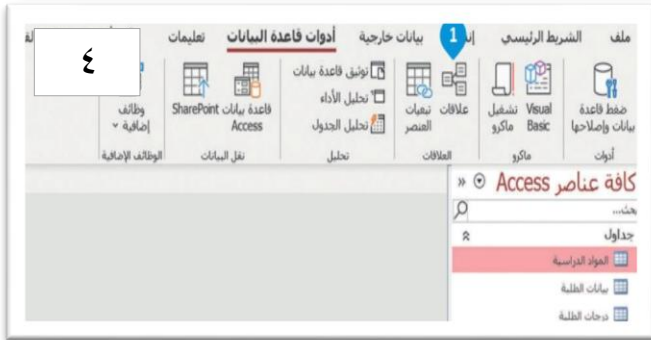 ملف الشريط الرئيسي إنـ 1 بيانات خارجية أدوات قاعدة البيانات تعليمات
٤
ضغط قاعدة بيانات وإصلاحها
Visual Basic
تشغيل ماكرو
علاقات
تبعيات العنصر
توثيق قاعدة بيانات
تحليل الأداء
تحليل الجدول
قاعدة بيانات Access
SharePoint
وظائف إضافية
أدوات ماكرو العلاقات تحليل نقل البيانات الوظائف الإضافية
كافة عناصر Access
بحث...
جداول
المواد الدراسية
بيانات الطلبة
درجات الطلبة